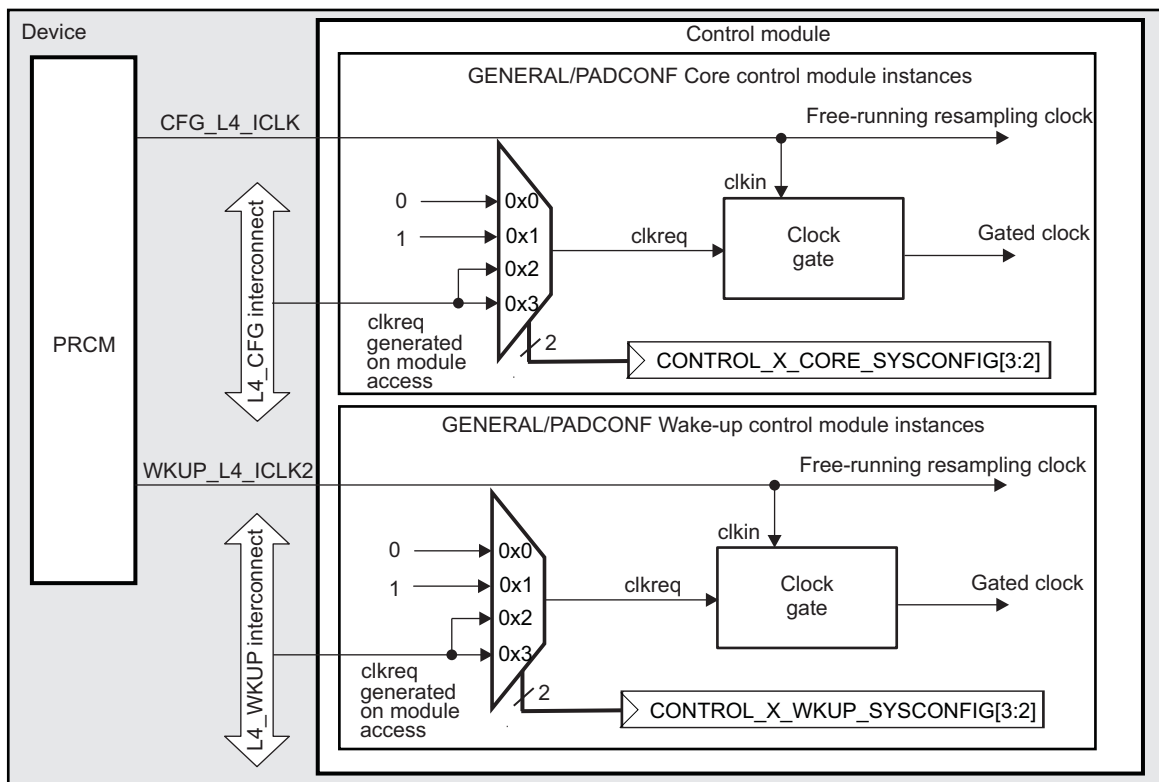 Device
Control module
GENERAL/PADCONF Core control module instances
CFG_L4_ICLK
Free-running resampling clock
clkin
0
0x0
1
0x1
0x2
0x3
clkreq
Clock
gate
Gated clock
PRCM
L4_CFG interconnect
clkreq
generated
on module
access
2
CONTROL_X_CORE_SYSCONFIG[3:2]
GENERAL/PADCONF Wake-up control module instances
WKUP_L4_ICLK2
Free-running resampling clock
clkin
0
0x0
1
0x1
0x2
0x3
clkreq
Clock
gate
Gated clock
L4_WKUP interconnect
clkreq
generated
on module
access
2
CONTROL_X_WKUP_SYSCONFIG[3:2]